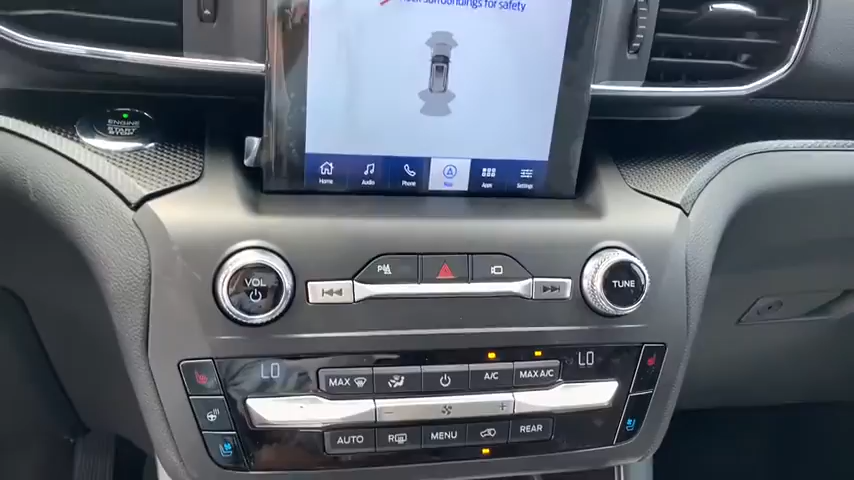 surroundings for safety
ENGINE
START
STOP
Home Audio Phone Nav Apps Settings
VOL
TUNE
LO
LO
MAX
A/C
MAX A/C
AUTO
MENU
REAR